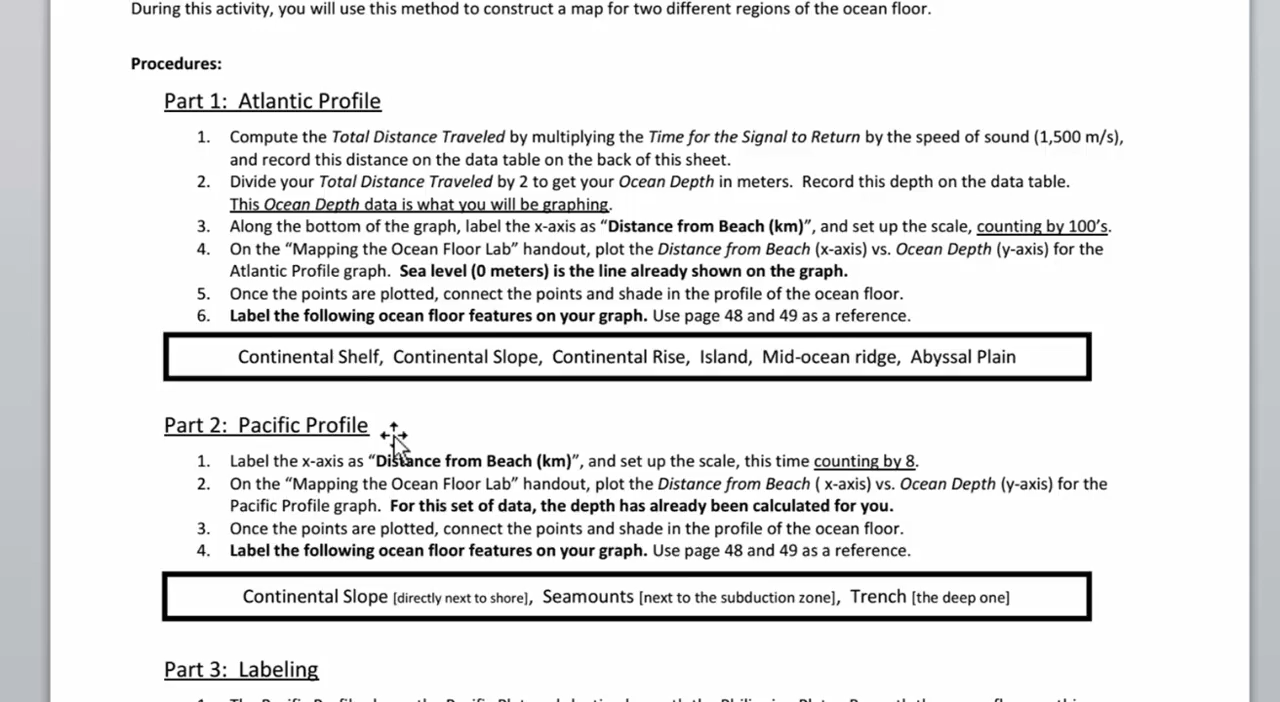 During this activity, you will use this method to construct a map for two different regions of the ocean floor.
Procedures:
Part 1: Atlantic Profile
1. Compute the Total Distance Traveled by multiplying the Time for the Signal to Return by the speed of sound (1,500 m/s),
and record this distance on the data table on the back of this sheet.
2. Divide your Total Distance Traveled by 2 to get your Ocean Depth in meters. Record this depth on the data table.
This Ocean Depth data is what you will be graphing.
3. Along the bottom of the graph, label the x-axis as “Distance from Beach (km)”, and set up the scale, counting by 100’s.
4. On the “Mapping the Ocean Floor Lab” handout, plot the Distance from Beach (x-axis) vs. Ocean Depth (y-axis) for the
Atlantic Profile graph. Sea level (0 meters) is the line already shown on the graph.
5. Once the points are plotted, connect the points and shade in the profile of the ocean floor.
6. Label the following ocean floor features on your graph. Use page 48 and 49 as a reference.
Continental Shelf, Continental Slope, Continental Rise, Island, Mid-ocean ridge, Abyssal Plain
Part 2: Pacific Profile
1. Label the x-axis as “Distance from Beach (km)”, and set up the scale, this time counting by 8.
2. On the “Mapping the Ocean Floor Lab” handout, plot the Distance from Beach ( x-axis) vs. Ocean Depth (y-axis) for the
Pacific Profile graph. For this set of data, the depth has already been calculated for you.
3. Once the points are plotted, connect the points and shade in the profile of the ocean floor.
4. Label the following ocean floor features on your graph. Use page 48 and 49 as a reference.
Continental Slope [directly next to shore], Seamounts [next to the subduction zone], Trench [the deep one]
Part 3: Labeling